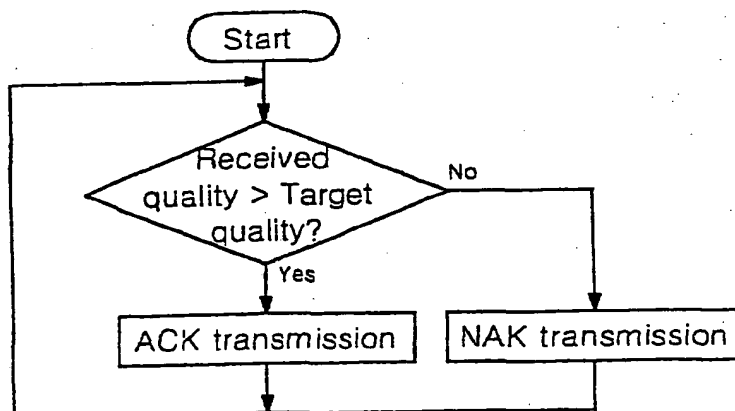 Start
Received
quality > Target
quality?
No
Yes
ACK transmission
NAK transmission